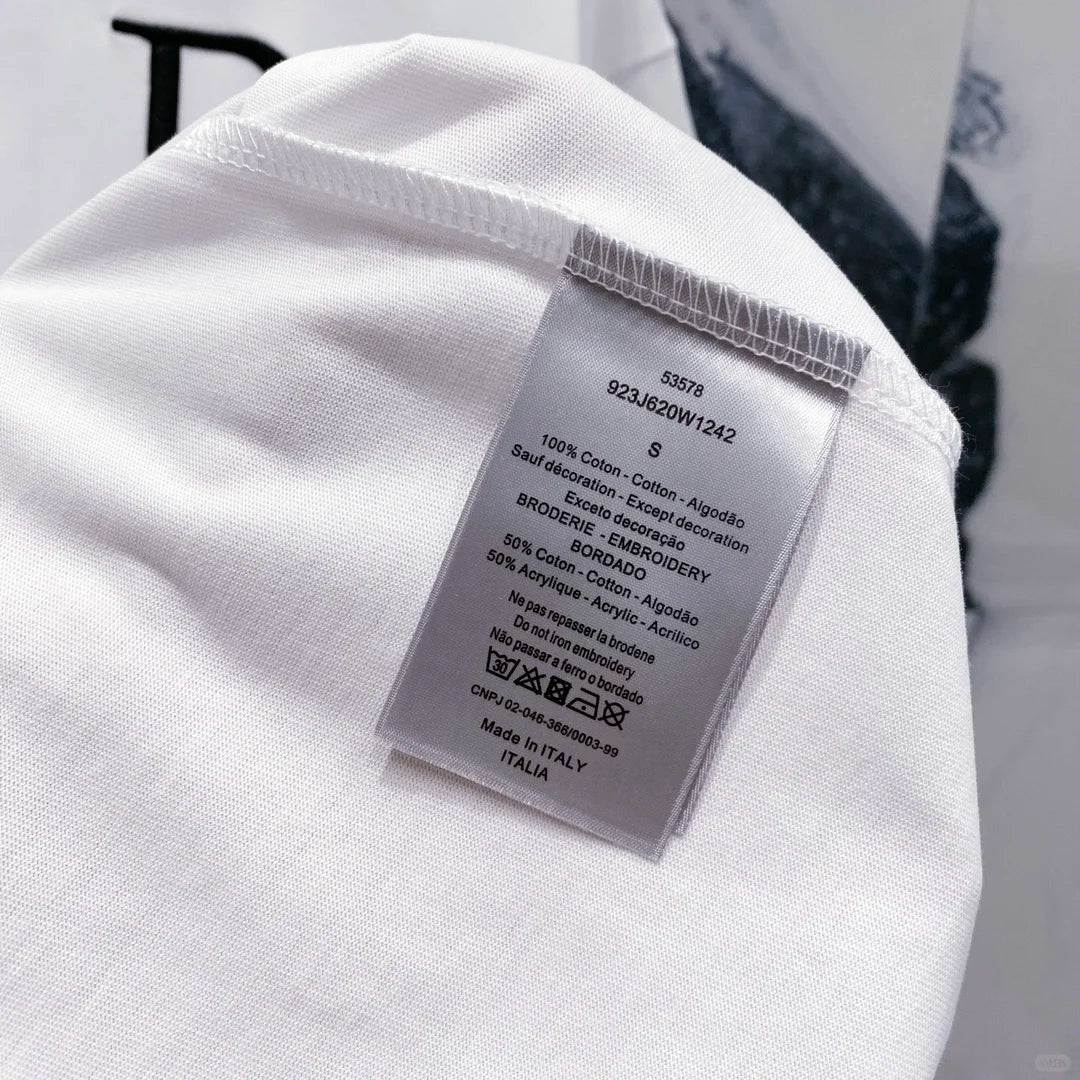 53578
923J620W1242
S
100% Coton - Cotton - Algodão
Sauf décoration - Except decoration
Exceto decoração
BRODERIE - EMBROIDERY
BORDADO
50% Coton - Cotton - Algodão
50% Acrylique - Acrylic - Acrílico
Ne pas repasser la brodene
Do not iron embroidery
Não passar a ferro o bordado
30
CNPJ 02-046-366/0003-99
Made In ITALY
ITALIA